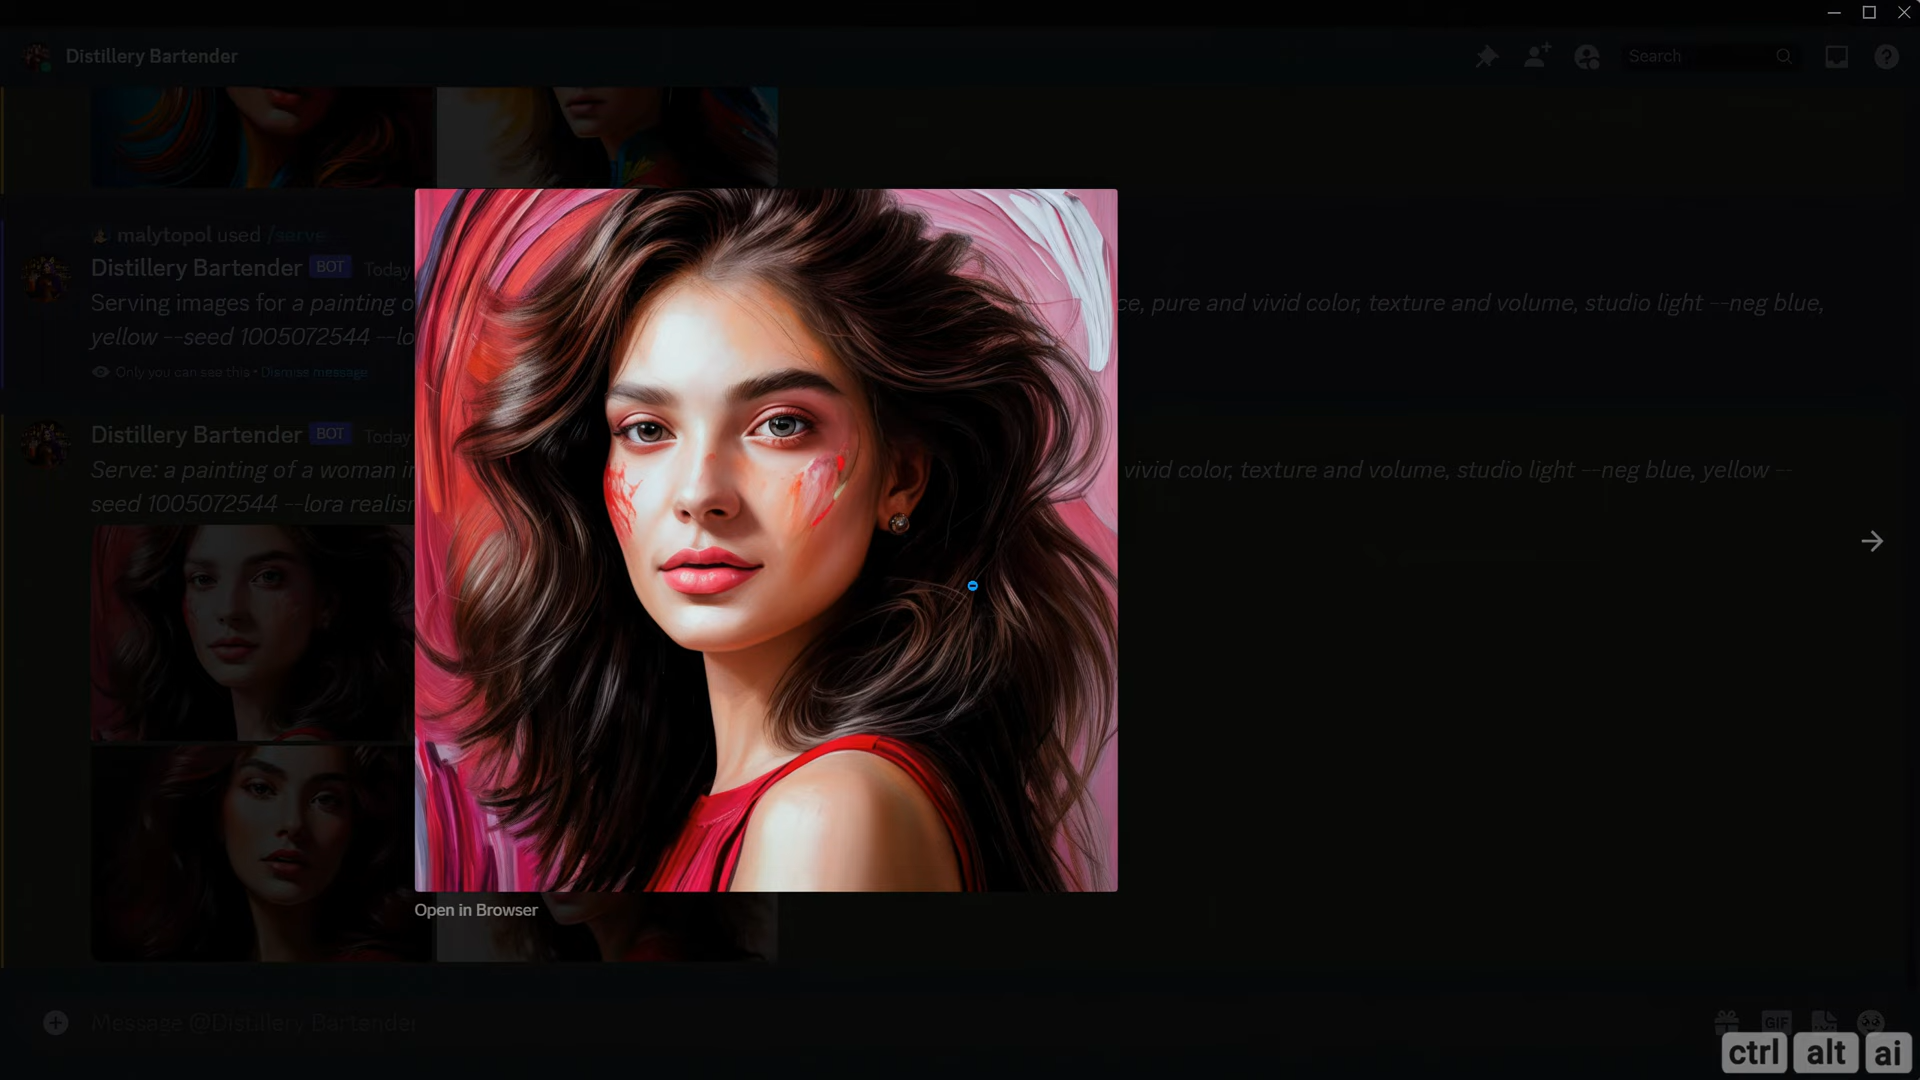 Distillery Bartender
Search
malytopol used /serve
Distillery Bartender BOT Today
Serving images for a painting o
ce, pure and vivid color, texture and volume, studio light --neg blue,
yellow --seed 1005072544 --lo
Only you can see this • Dismiss message
Distillery Bartender BOT Today
Serve: a painting of a woman in
vivid color, texture and volume, studio light --neg blue, yellow --
seed 1005072544 --lora realism
Open in Browser
Message @Distillery Bartender
GIF
ctrl alt ai